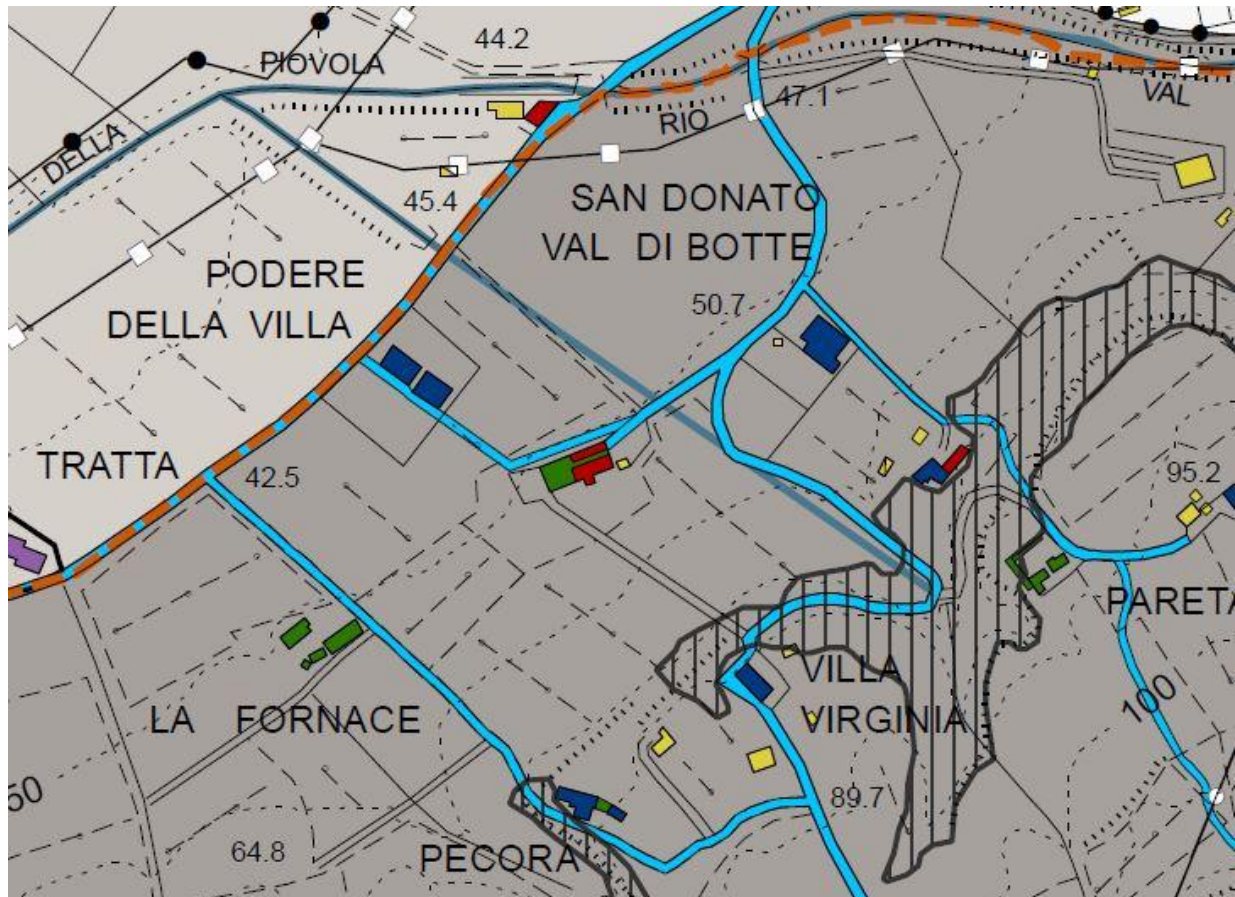 44.2
PIOVOLA
DELLA
RIO
47.1
VAL
45.4
SAN DONATO
VAL DI BOTTE
PODERE
DELLA VILLA
50.7
TRATTA
42.5
95.2
PARETA
VILLA
VIRGINIA
LA FORNACE
100
50
89.7
64.8
PECORA